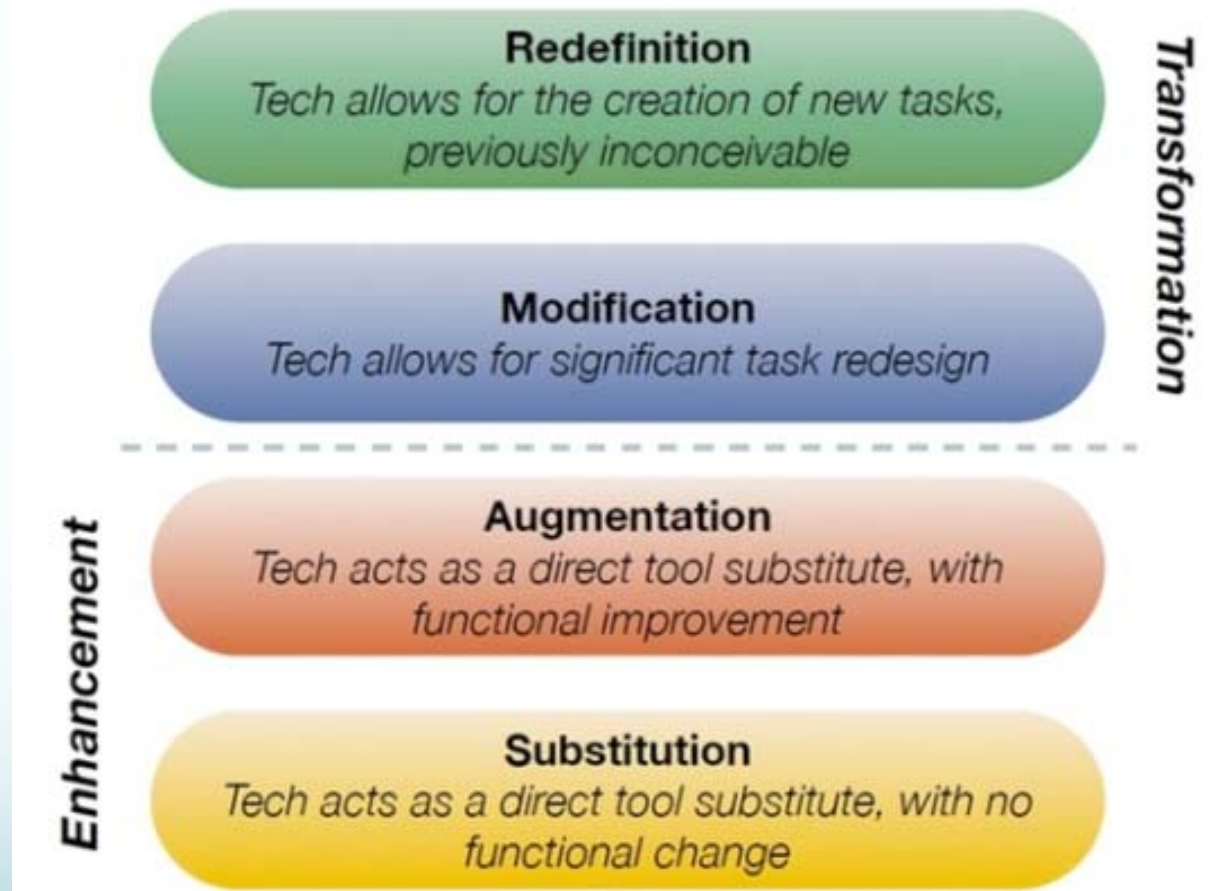 Redefinition
Tech allows for the creation of new tasks,
previously inconceivable
Transformation
Modification
Tech allows for significant task redesign
Augmentation
Tech acts as a direct tool substitute, with
functional improvement
Enhancement
Substitution
Tech acts as a direct tool substitute, with no
functional change